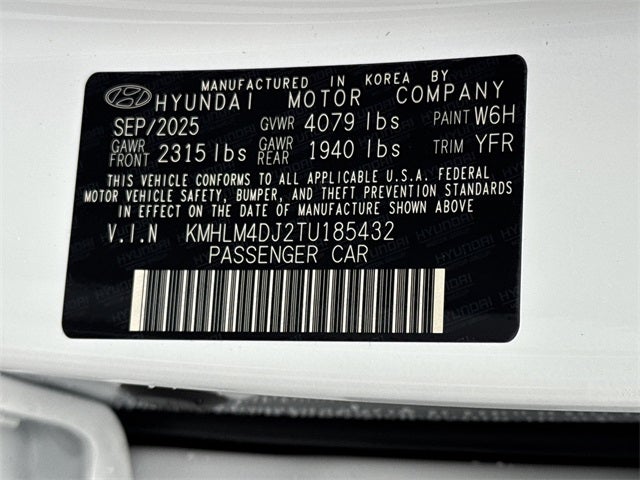 MANUFACTURED IN KOREA BY
HYUNDAI MOTOR COMPANY
SEP/2025 GVWR 4079 lbs PAINT W6H
GAWR FRONT 2315 lbs GAWR REAR 1940 lbs TRIM YFR
THIS VEHICLE CONFORMS TO ALL APPLICABLE U.S.A. FEDERAL
MOTOR VEHICLE SAFETY, BUMPER, AND THEFT PREVENTION STANDARDS
IN EFFECT ON THE DATE OF MANUFACTURE SHOWN ABOVE
V.I.N KMHLM4DJ2TU185432
PASSENGER CAR